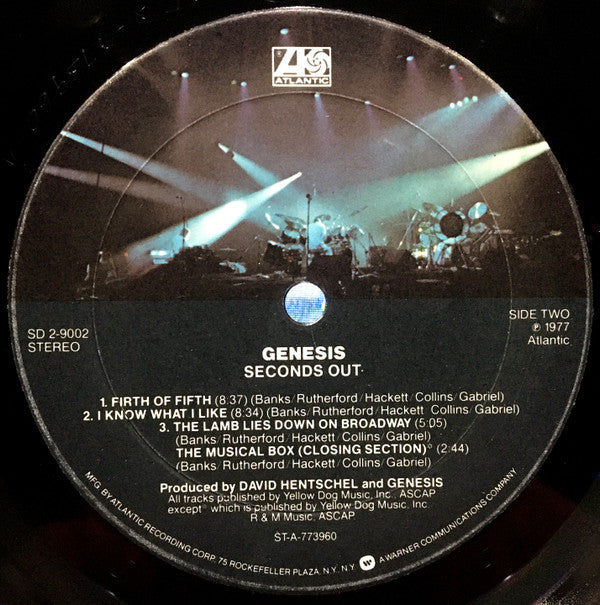 ATLANTIC
SD 2-9002
STEREO
SIDE TWO
℗ 1977
Atlantic
GENESIS
SECONDS OUT
1. FIRTH OF FIFTH (8:37) (Banks/Rutherford/Hackett/Collins/Gabriel)
2. I KNOW WHAT I LIKE (8:34) (Banks/Rutherford/Hackett Collins/Gabriel)
3. THE LAMB LIES DOWN ON BROADWAY (5:05)
(Banks/Rutherford/Hackett/Collins/Gabriel)
THE MUSICAL BOX (CLOSING SECTION)° (2:44)
(Banks/Rutherford/Hackett/Collins/Gabriel)
Produced by DAVID HENTSCHEL and GENESIS
All tracks published by Yellow Dog Music, Inc. ASCAP
except° which is published by Yellow Dog Music, Inc.
R & M Music, ASCAP
ST-A-773960
MFG. BY ATLANTIC RECORDING CORP. 75 ROCKEFELLER PLAZA, N.Y. N.Y. W A WARNER COMMUNICATIONS COMPANY